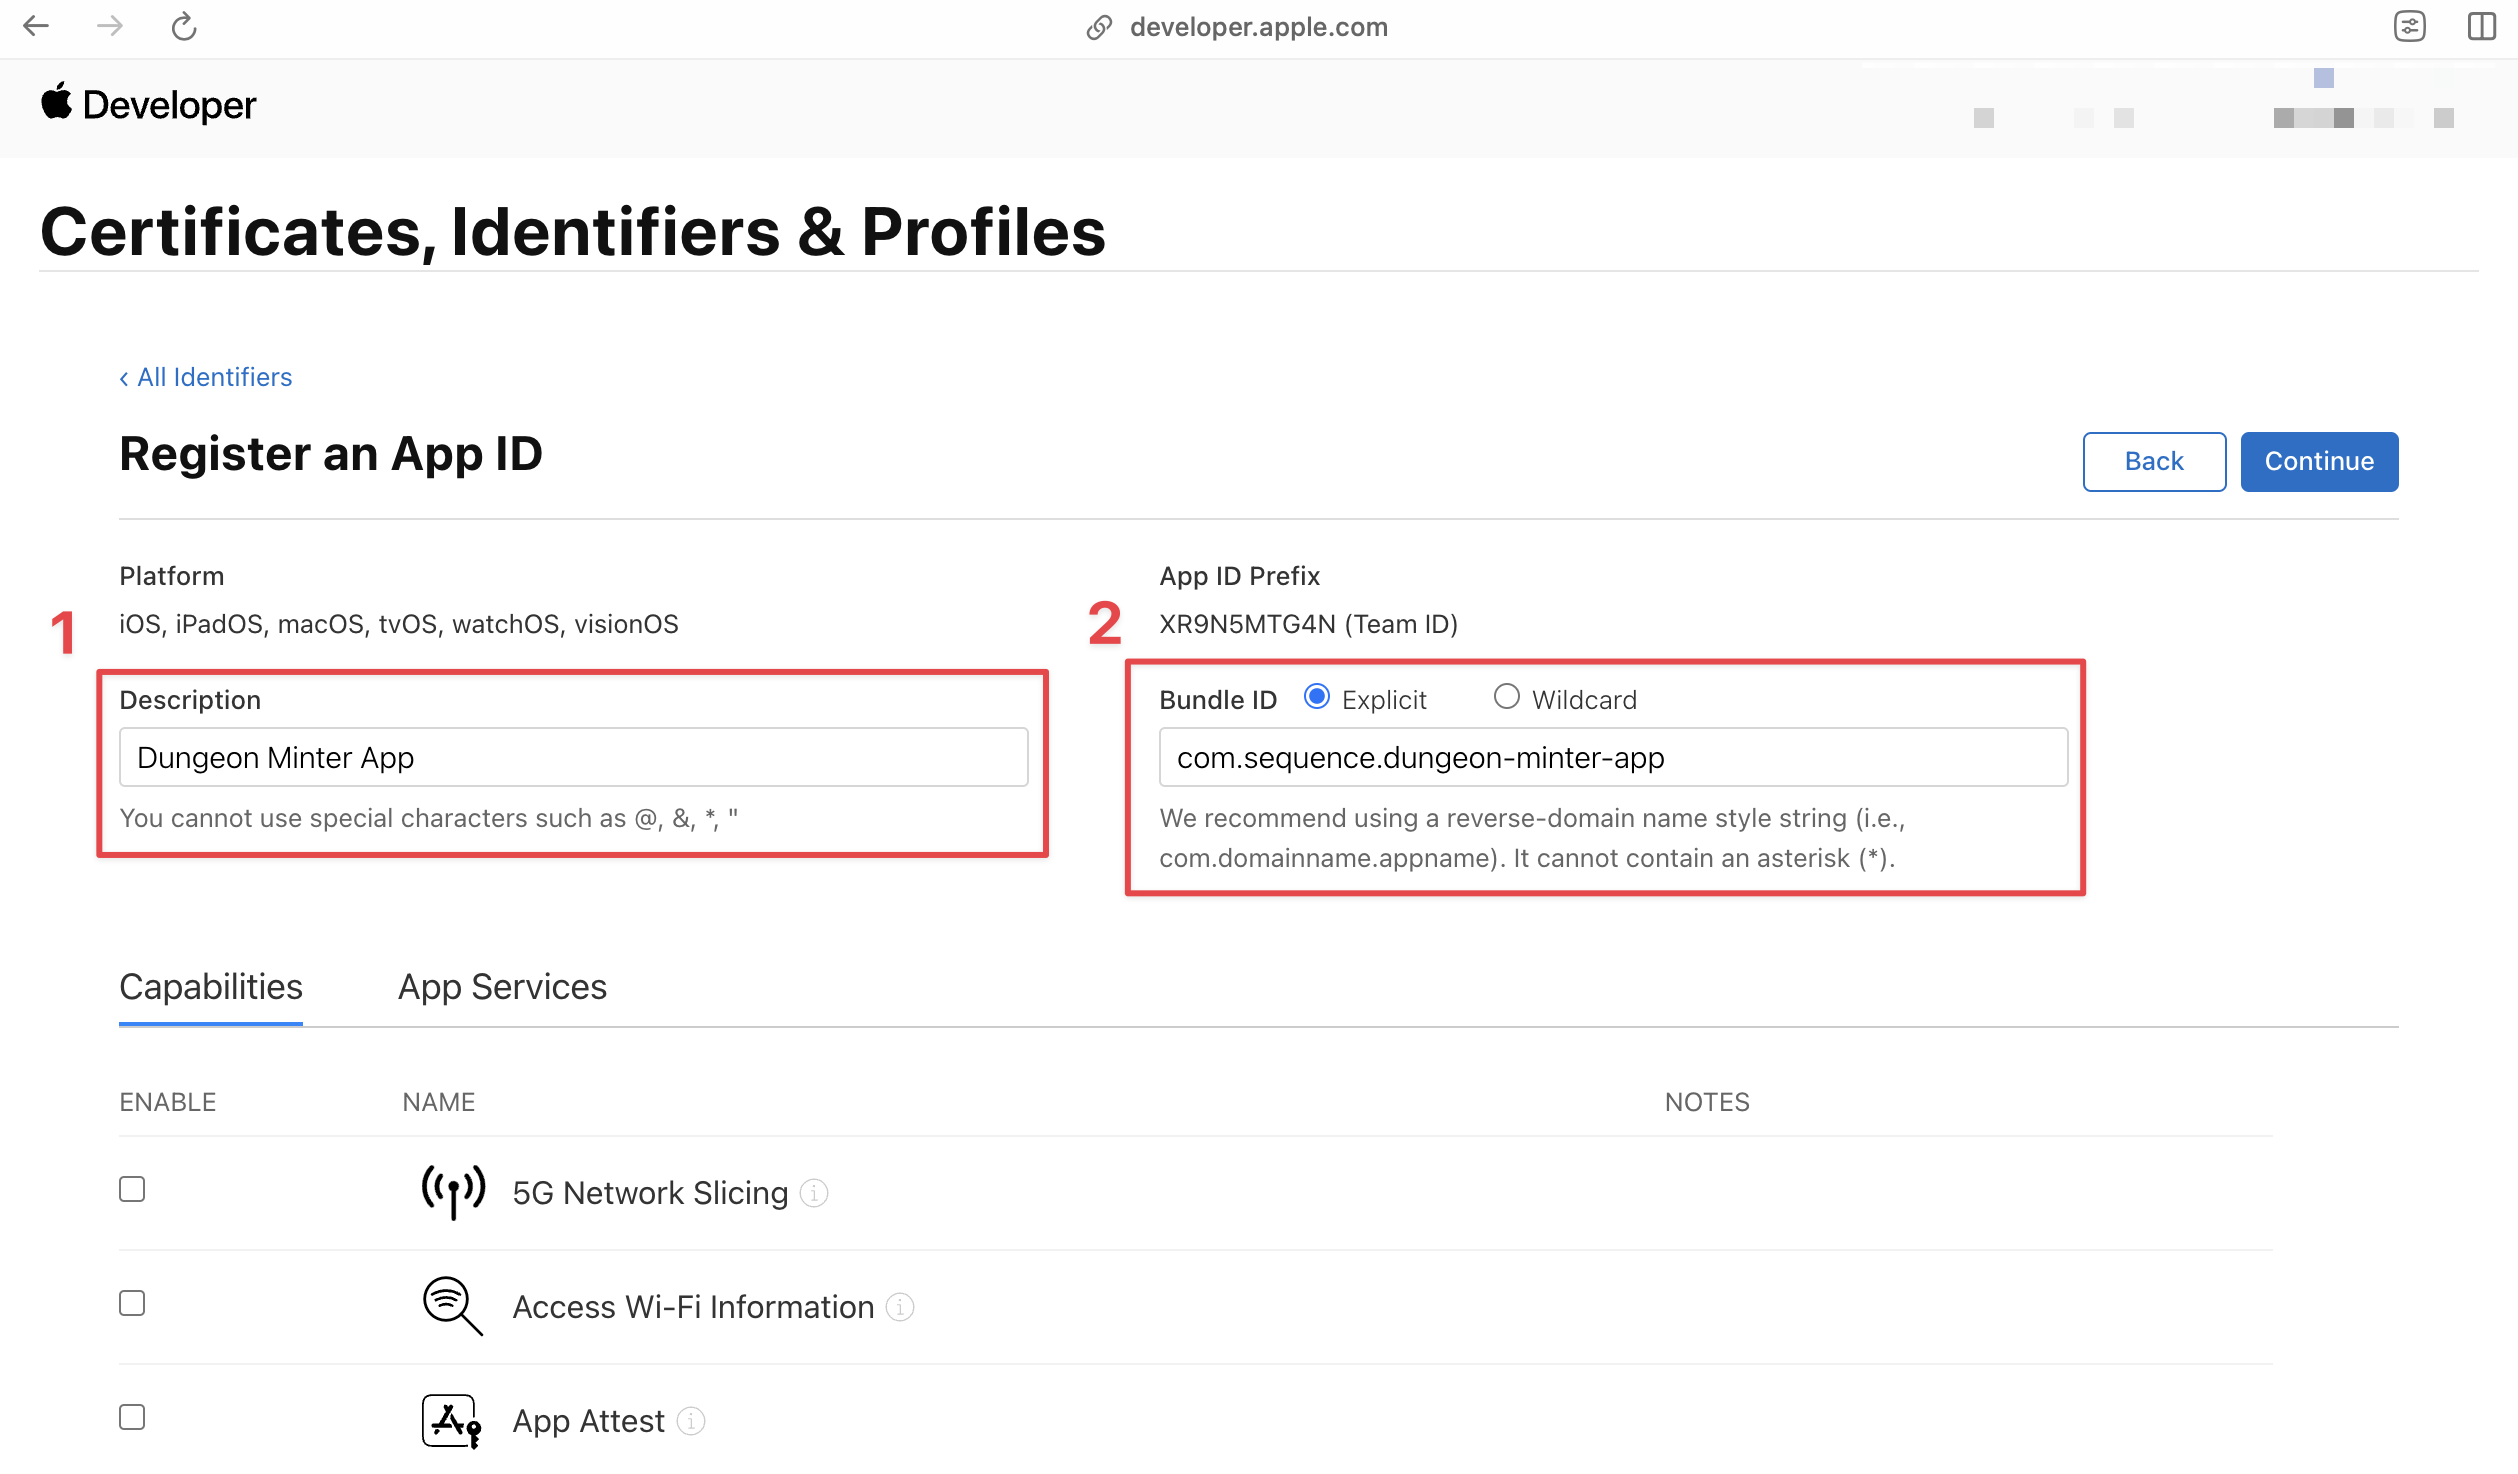 developer.apple.com
Developer
Certificates, Identifiers & Profiles
‹ All Identifiers
Register an App ID
Back
Continue
Platform
App ID Prefix
1
iOS, iPadOS, macOS, tvOS, watchOS, visionOS
2
XR9N5MTG4N (Team ID)
Description
Bundle ID
Explicit
Wildcard
Dungeon Minter App
com.sequence.dungeon-minter-app
You cannot use special characters such as @, &, *, "
We recommend using a reverse-domain name style string (i.e.,
com.domainname.appname). It cannot contain an asterisk (*).
Capabilities
App Services
ENABLE
NAME
NOTES
5G Network Slicing
Access Wi-Fi Information
App Attest